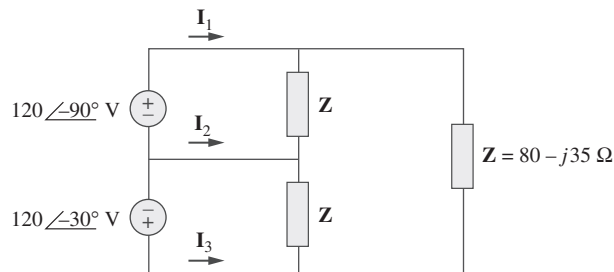 I₁
120 ∠–90° V
+
–
Z
I₂
Z = 80 – j35 Ω
120 ∠–30° V
–
+
Z
I₃